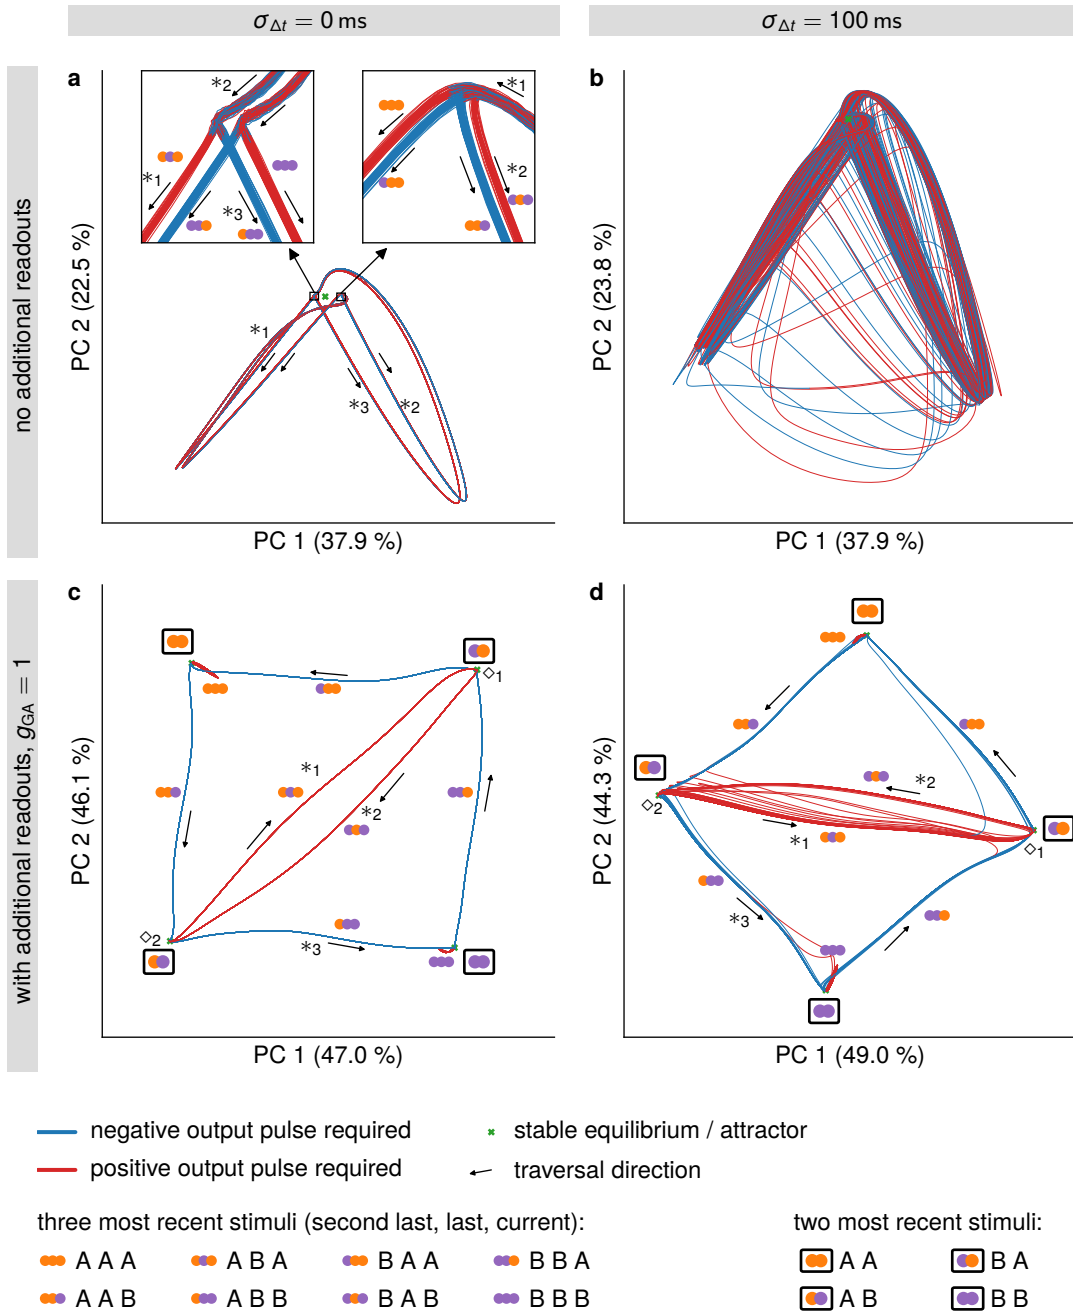 σΔt = 0 ms
σΔt = 100 ms
no additional readouts
with additional readouts, gGA = 1
a
*2
*1
*3
*1
*2
*1
*3
*2
PC 2 (22.5 %)
PC 1 (37.9 %)
b
PC 2 (23.8 %)
PC 1 (37.9 %)
c
◇1
*1
*2
◇2
*3
PC 2 (46.1 %)
PC 1 (47.0 %)
d
*2
◇2
*1
◇1
*3
PC 2 (44.3 %)
PC 1 (49.0 %)
negative output pulse required
stable equilibrium / attractor
positive output pulse required
traversal direction
three most recent stimuli (second last, last, current):
two most recent stimuli:
A A A
A B A
B A A
B B A
A A
B A
A A B
A B B
B A B
B B B
A B
B B